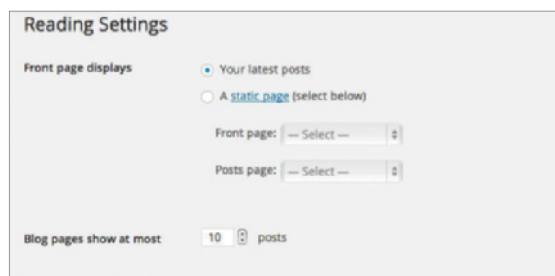 Reading Settings
Front page displays Your latest posts
A static page (select below)
Front page: — Select —
Posts page: — Select —
Blog pages show at most 10 posts